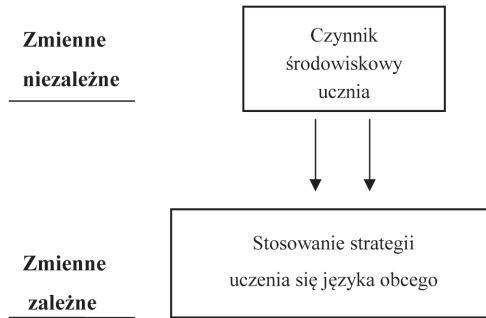 Zmienne
niezależne
Czynnik
środowiskowy
ucznia
Zmienne
zależne
Stosowanie strategii
uczenia się języka obcego